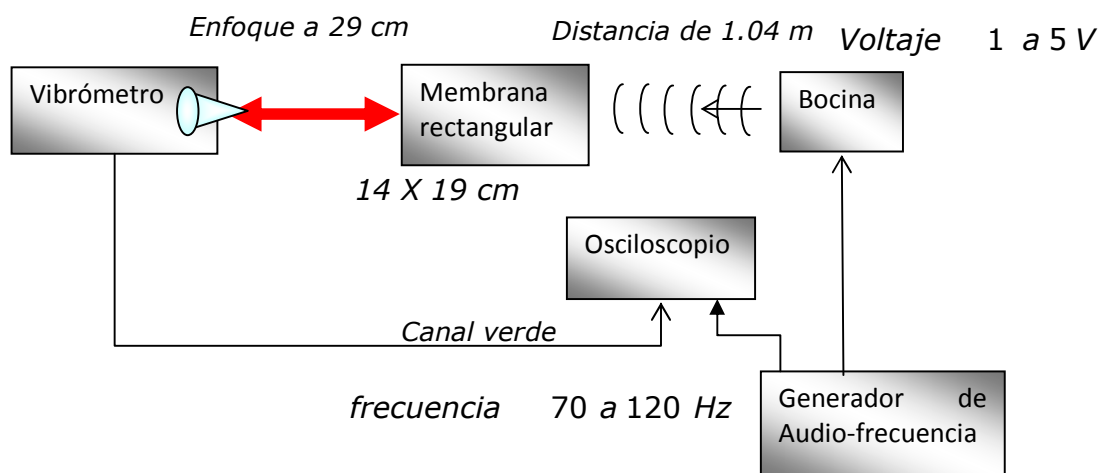 Enfoque a 29 cm
Distancia de 1.04 m
Voltaje 1 a 5 V
Vibrómetro
Membrana
rectangular
Bocina
14 X 19 cm
Osciloscopio
Canal verde
frecuencia 70 a 120 Hz
Generador de
Audio-frecuencia